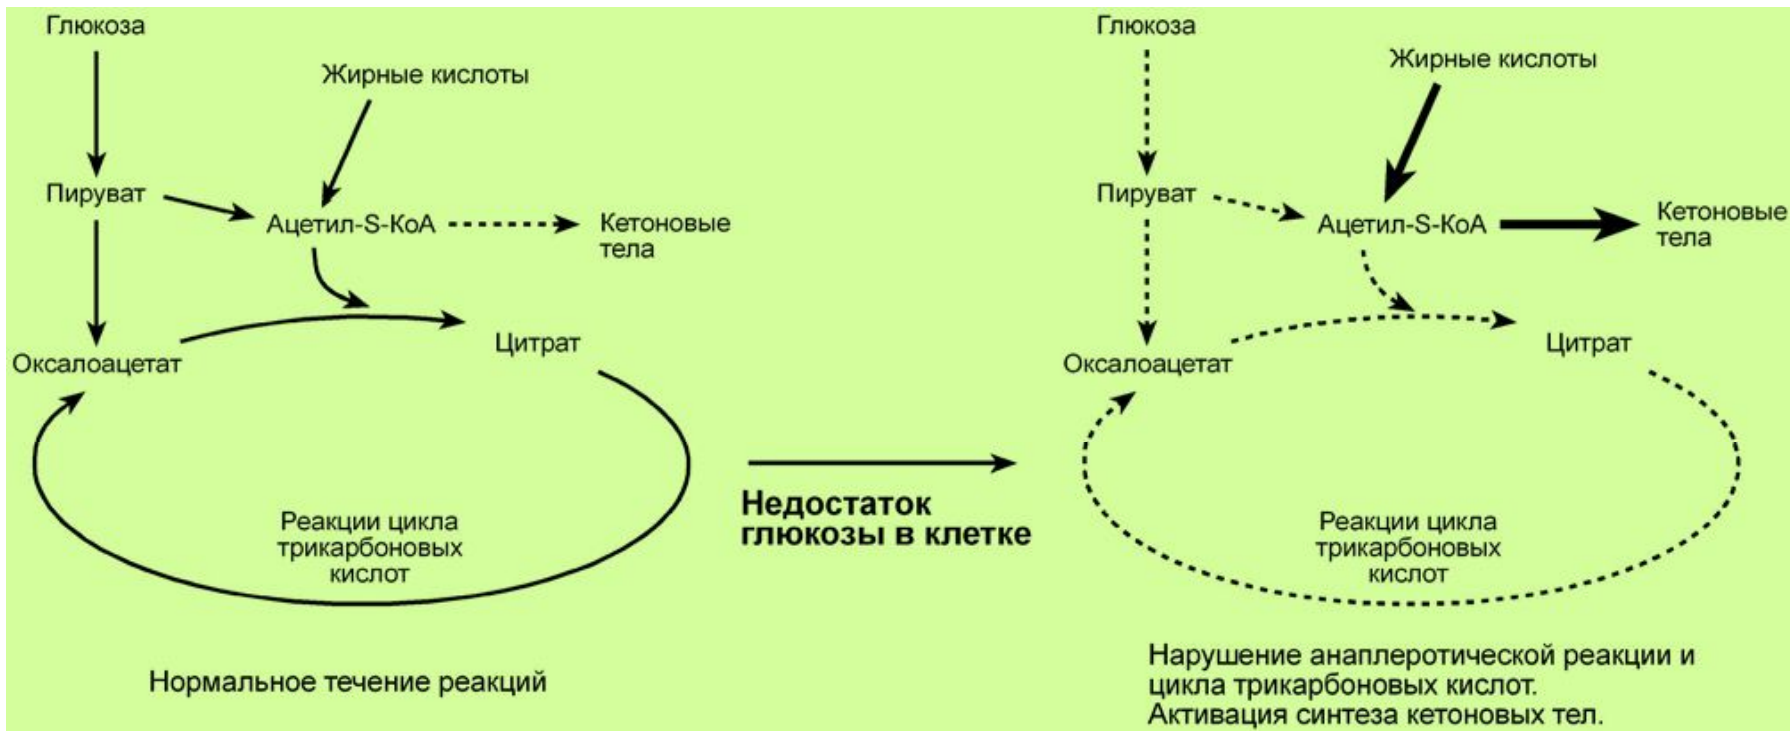 Глюкоза
Жирные кислоты
Пируват
Ацетил-S-КоА
Кетоновые
тела
Оксалоацетат
Цитрат
Реакции цикла
трикарбоновых
кислот
Нормальное течение реакций
Недостаток
глюкозы в клетке
Глюкоза
Жирные кислоты
Пируват
Ацетил-S-КоА
Кетоновые
тела
Оксалоацетат
Цитрат
Реакции цикла
трикарбоновых
кислот
Нарушение анаплеротической реакции и
цикла трикарбоновых кислот.
Активация синтеза кетоновых тел.